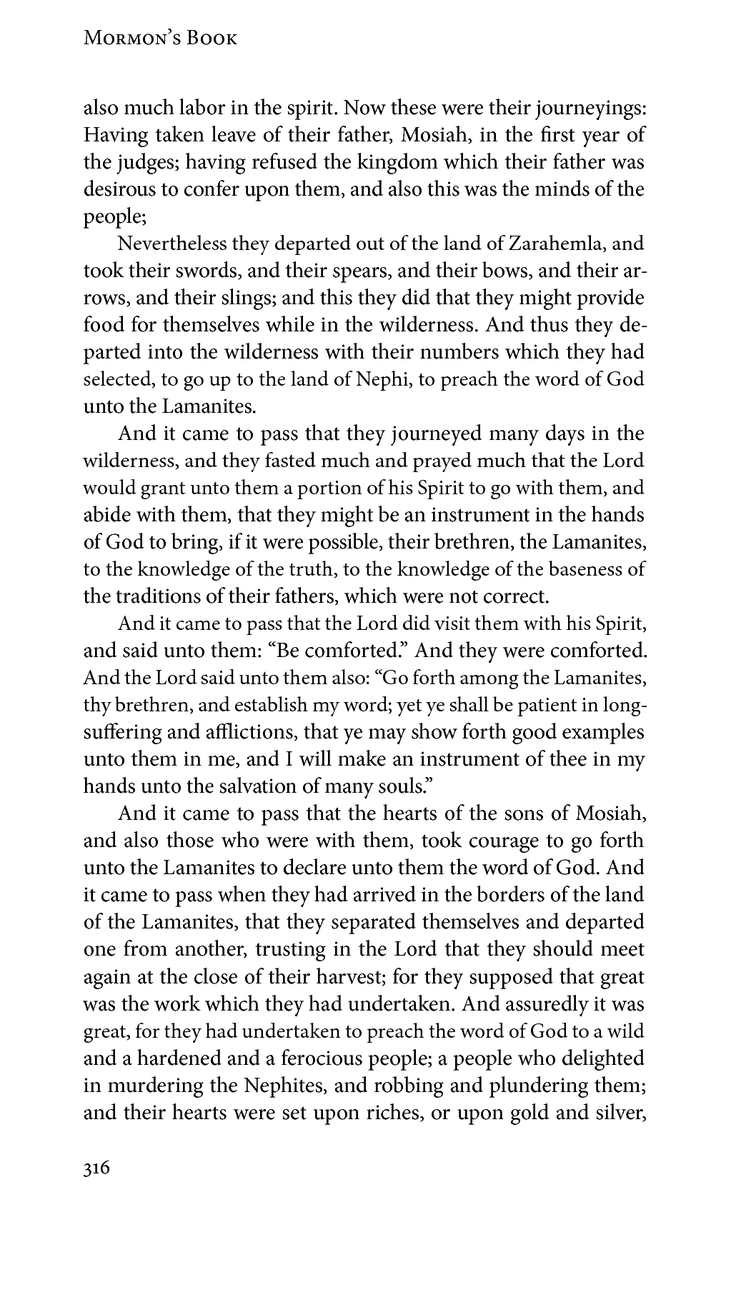 Mormon’s Book
also much labor in the spirit. Now these were their journeyings:
Having taken leave of their father, Mosiah, in the first year of
the judges; having refused the kingdom which their father was
desirous to confer upon them, and also this was the minds of the
people;
Nevertheless they departed out of the land of Zarahemla, and
took their swords, and their spears, and their bows, and their ar-
rows, and their slings; and this they did that they might provide
food for themselves while in the wilderness. And thus they de-
parted into the wilderness with their numbers which they had
selected, to go up to the land of Nephi, to preach the word of God
unto the Lamanites.
And it came to pass that they journeyed many days in the
wilderness, and they fasted much and prayed much that the Lord
would grant unto them a portion of his Spirit to go with them, and
abide with them, that they might be an instrument in the hands
of God to bring, if it were possible, their brethren, the Lamanites,
to the knowledge of the truth, to the knowledge of the baseness of
the traditions of their fathers, which were not correct.
And it came to pass that the Lord did visit them with his Spirit,
and said unto them: “Be comforted.” And they were comforted.
And the Lord said unto them also: “Go forth among the Lamanites,
thy brethren, and establish my word; yet ye shall be patient in long-
suffering and afflictions, that ye may show forth good examples
unto them in me, and I will make an instrument of thee in my
hands unto the salvation of many souls.”
And it came to pass that the hearts of the sons of Mosiah,
and also those who were with them, took courage to go forth
unto the Lamanites to declare unto them the word of God. And
it came to pass when they had arrived in the borders of the land
of the Lamanites, that they separated themselves and departed
one from another, trusting in the Lord that they should meet
again at the close of their harvest; for they supposed that great
was the work which they had undertaken. And assuredly it was
great, for they had undertaken to preach the word of God to a wild
and a hardened and a ferocious people; a people who delighted
in murdering the Nephites, and robbing and plundering them;
and their hearts were set upon riches, or upon gold and silver,
316